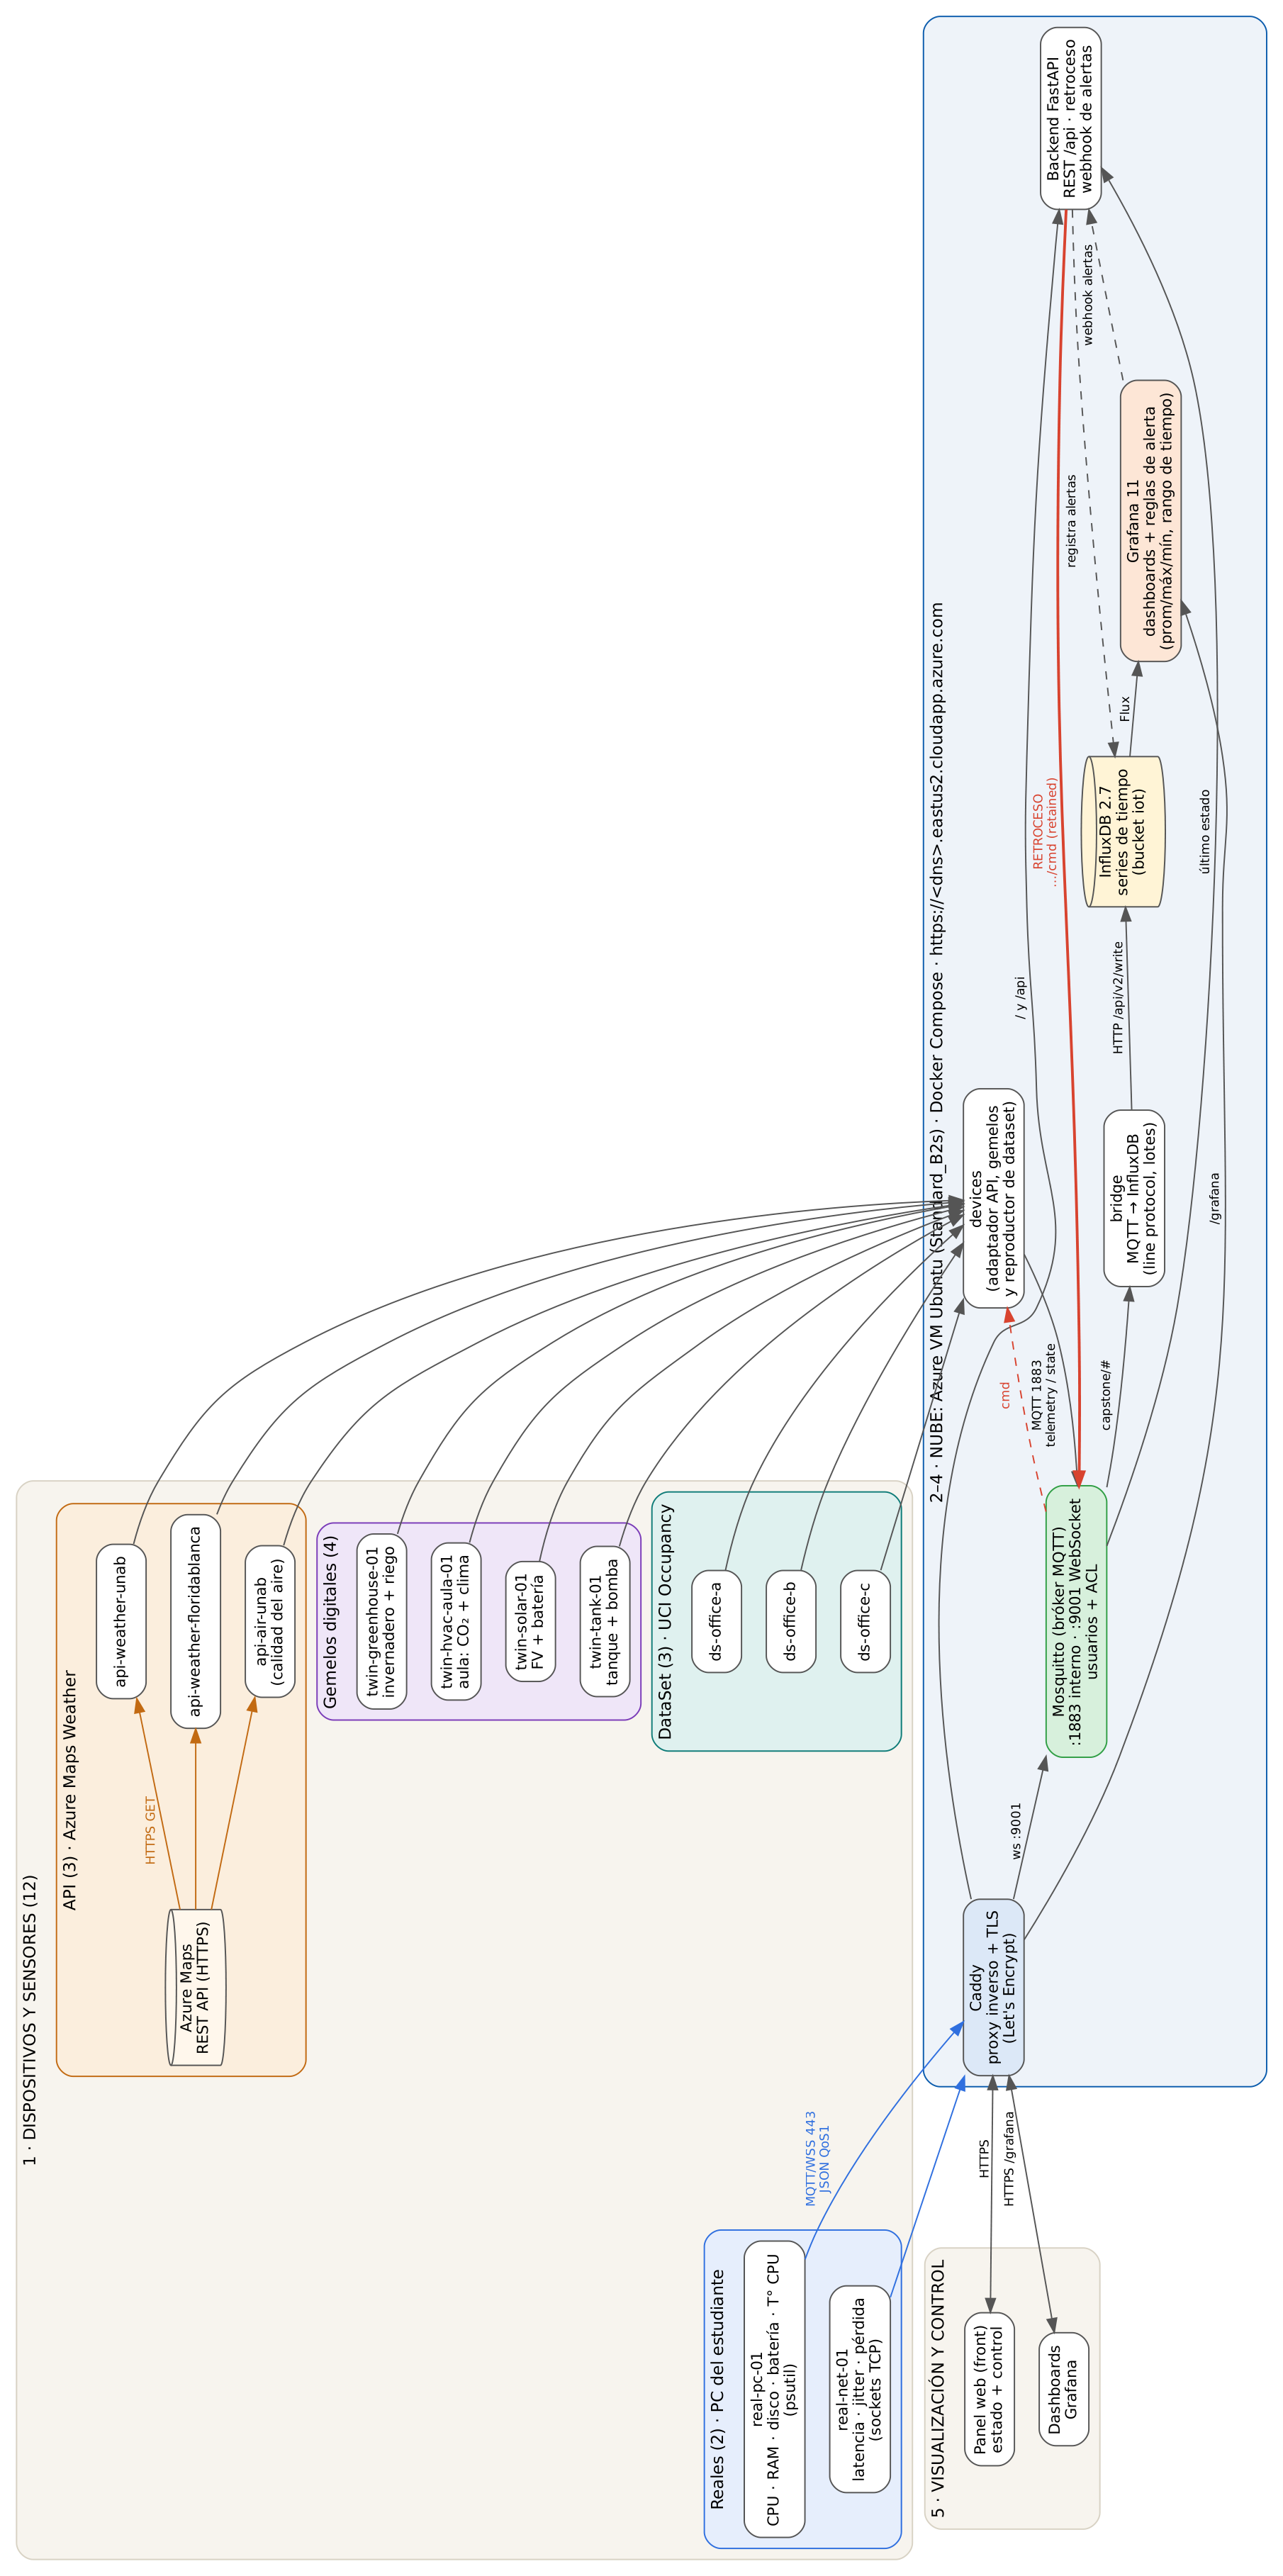 1 · DISPOSITIVOS Y SENSORES (12)
API (3) · Azure Maps Weather
Azure Maps
REST API (HTTPS)
HTTPS GET
api-weather-unab
api-weather-floridablanca
api-air-unab
(calidad del aire)
Gemelos digitales (4)
twin-greenhouse-01
invernadero + riego
twin-hvac-aula-01
aula: CO₂ + clima
twin-solar-01
FV + batería
twin-tank-01
tanque + bomba
DataSet (3) · UCI Occupancy
ds-office-a
ds-office-b
ds-office-c
Reales (2) · PC del estudiante
real-pc-01
CPU · RAM · disco · batería · T° CPU
(psutil)
real-net-01
latencia · jitter · pérdida
(sockets TCP)
MQTT/WSS 443
JSON QoS1
5 · VISUALIZACIÓN Y CONTROL
Panel web (front)
estado + control
Dashboards
Grafana
HTTPS
HTTPS /grafana
2–4 · NUBE: Azure VM Ubuntu (Standard_B2s) · Docker Compose · https://<dns>.eastus2.cloudapp.azure.com
Caddy
proxy inverso + TLS
(Let's Encrypt)
ws :9001
Mosquitto (bróker MQTT)
:1883 interno · :9001 WebSocket
usuarios + ACL
cmd
MQTT 1883
telemetry / state
devices
(adaptador API, gemelos
y reproductor de dataset)
capstone/#
bridge
MQTT → InfluxDB
(line protocol, lotes)
/grafana
/ y /api
HTTP /api/v2/write
RETROCESO
.../cmd (retained)
InfluxDB 2.7
series de tiempo
(bucket iot)
último estado
Flux
registra alertas
Grafana 11
dashboards + reglas de alerta
(prom/máx/mín, rango de tiempo)
webhook alertas
Backend FastAPI
REST /api · retroceso
webhook de alertas